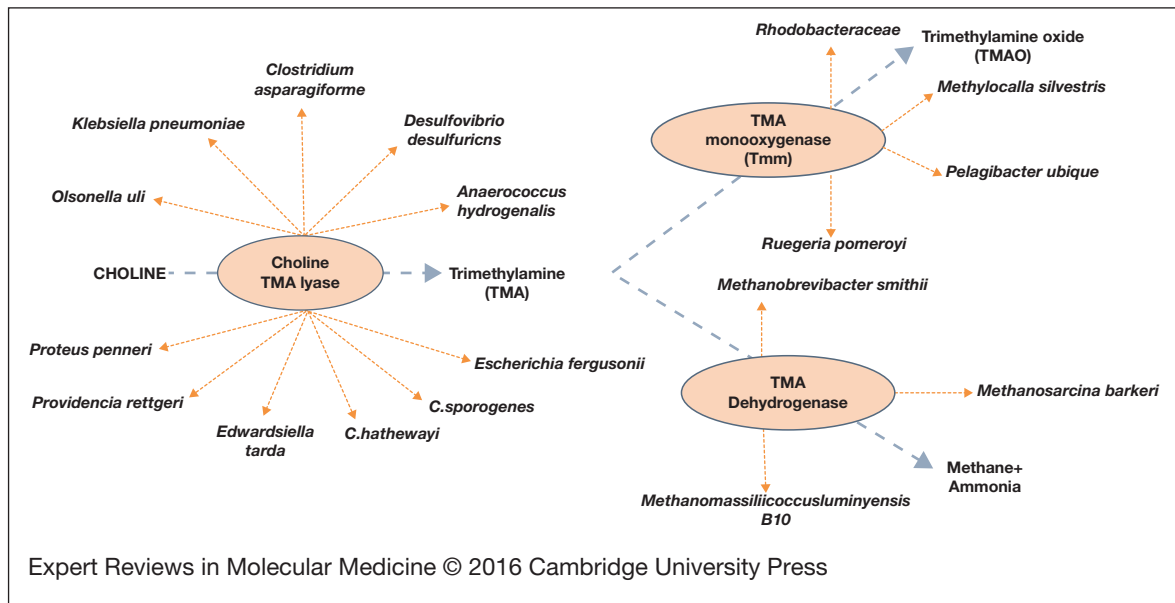 Clostridium
asparagiforme
Klebsiella pneumoniae
Desulfovibrio
desulfuricns
Olsonella uli
Anaerococcus
hydrogenalis
CHOLINE
Choline
TMA lyase
Trimethylamine
(TMA)
Proteus penneri
Escherichia fergusonii
Providencia rettgeri
C.sporogenes
Edwardsiella
tarda
C.hathewayi
Rhodobacteraceae
Trimethylamine oxide
(TMAO)
Methylocalla silvestris
TMA
monooxygenase
(Tmm)
Pelagibacter ubique
Ruegeria pomeroyi
Methanobrevibacter smithii
TMA
Dehydrogenase
Methanosarcina barkeri
Methane+
Ammonia
Methanomassiliicoccusluminyensis
B10
Expert Reviews in Molecular Medicine © 2016 Cambridge University Press